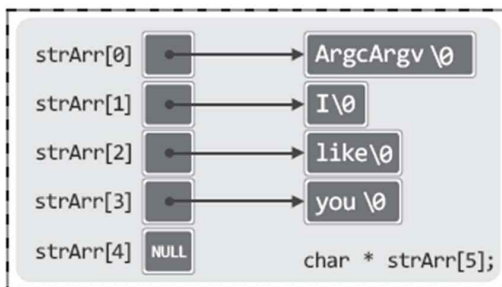 strArr[0] ArgcArgv \0
strArr[1] I\0
strArr[2] like\0
strArr[3] you \0
strArr[4] NULL char * strArr[5];